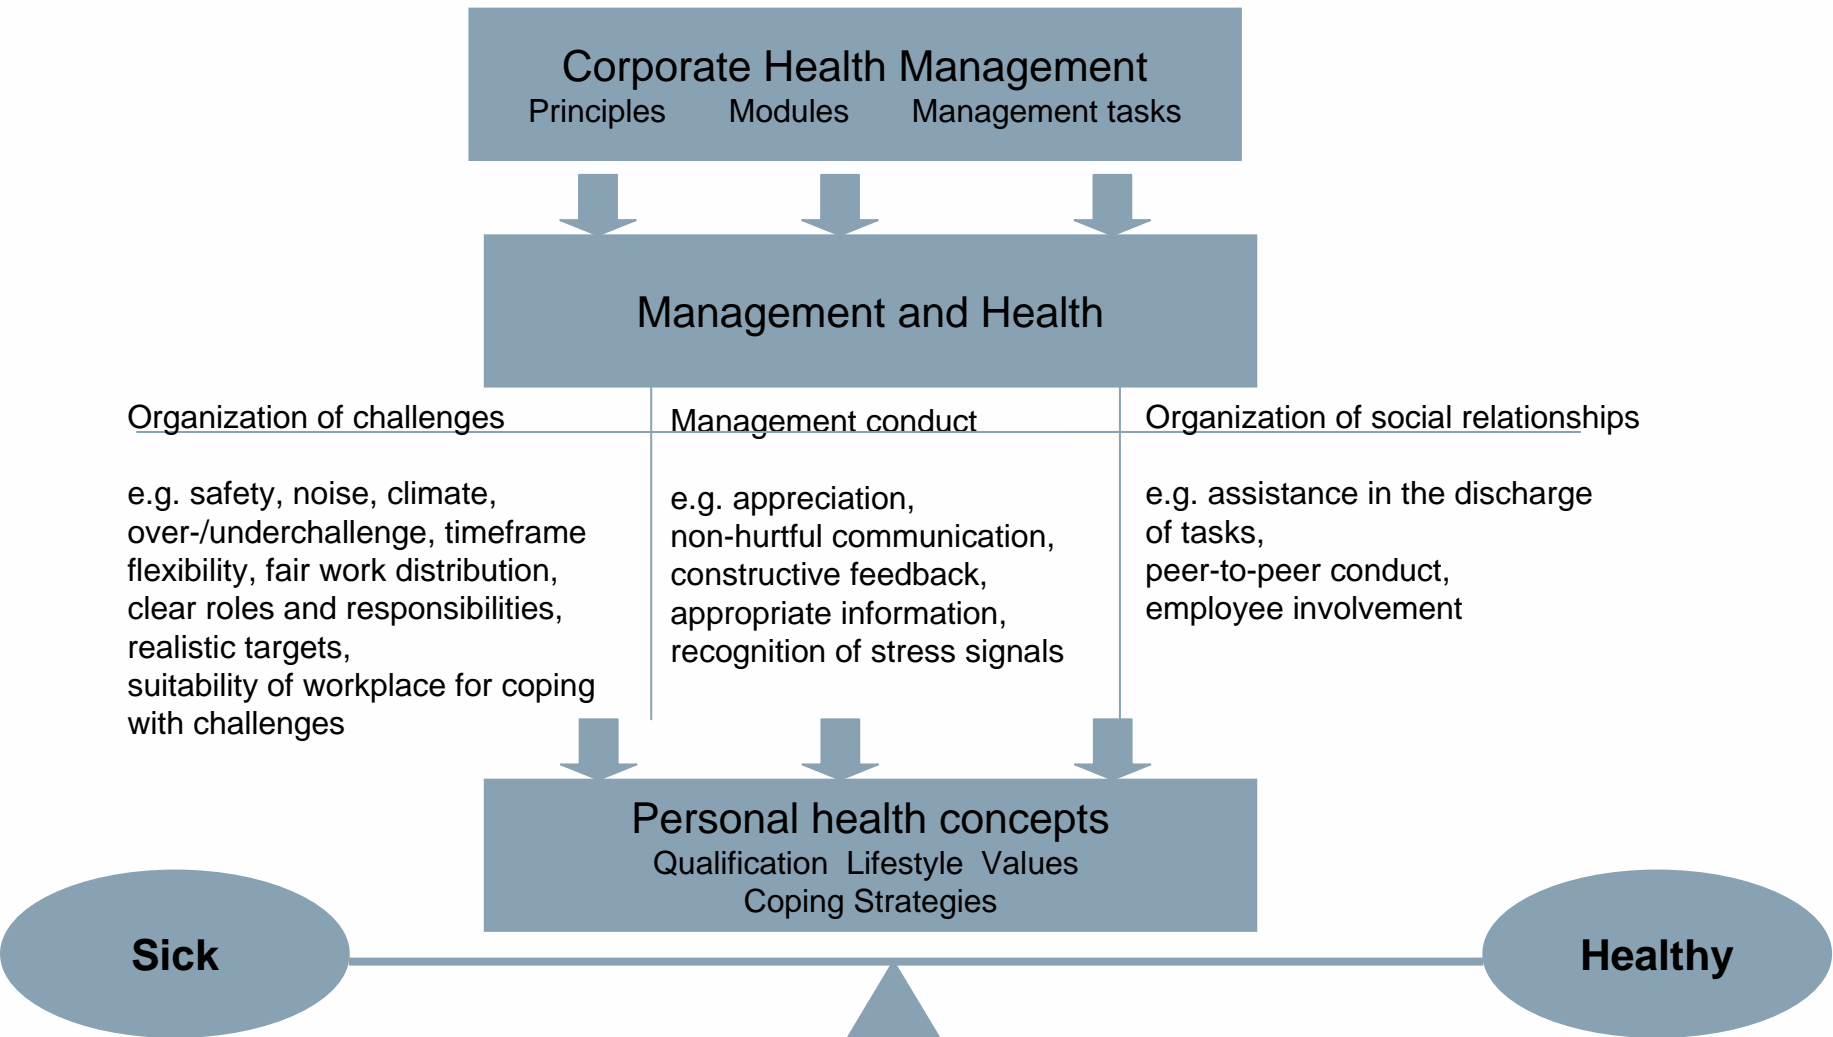 Corporate Health Management
Principles Modules Management tasks
Management and Health
Organization of challenges
e.g. safety, noise, climate,
over-/underchallenge, timeframe
flexibility, fair work distribution,
clear roles and responsibilities,
realistic targets,
suitability of workplace for coping
with challenges
Management conduct
e.g. appreciation,
non-hurtful communication,
constructive feedback,
appropriate information,
recognition of stress signals
Organization of social relationships
e.g. assistance in the discharge
of tasks,
peer-to-peer conduct,
employee involvement
Personal health concepts
Qualification Lifestyle Values
Coping Strategies
Sick
Healthy